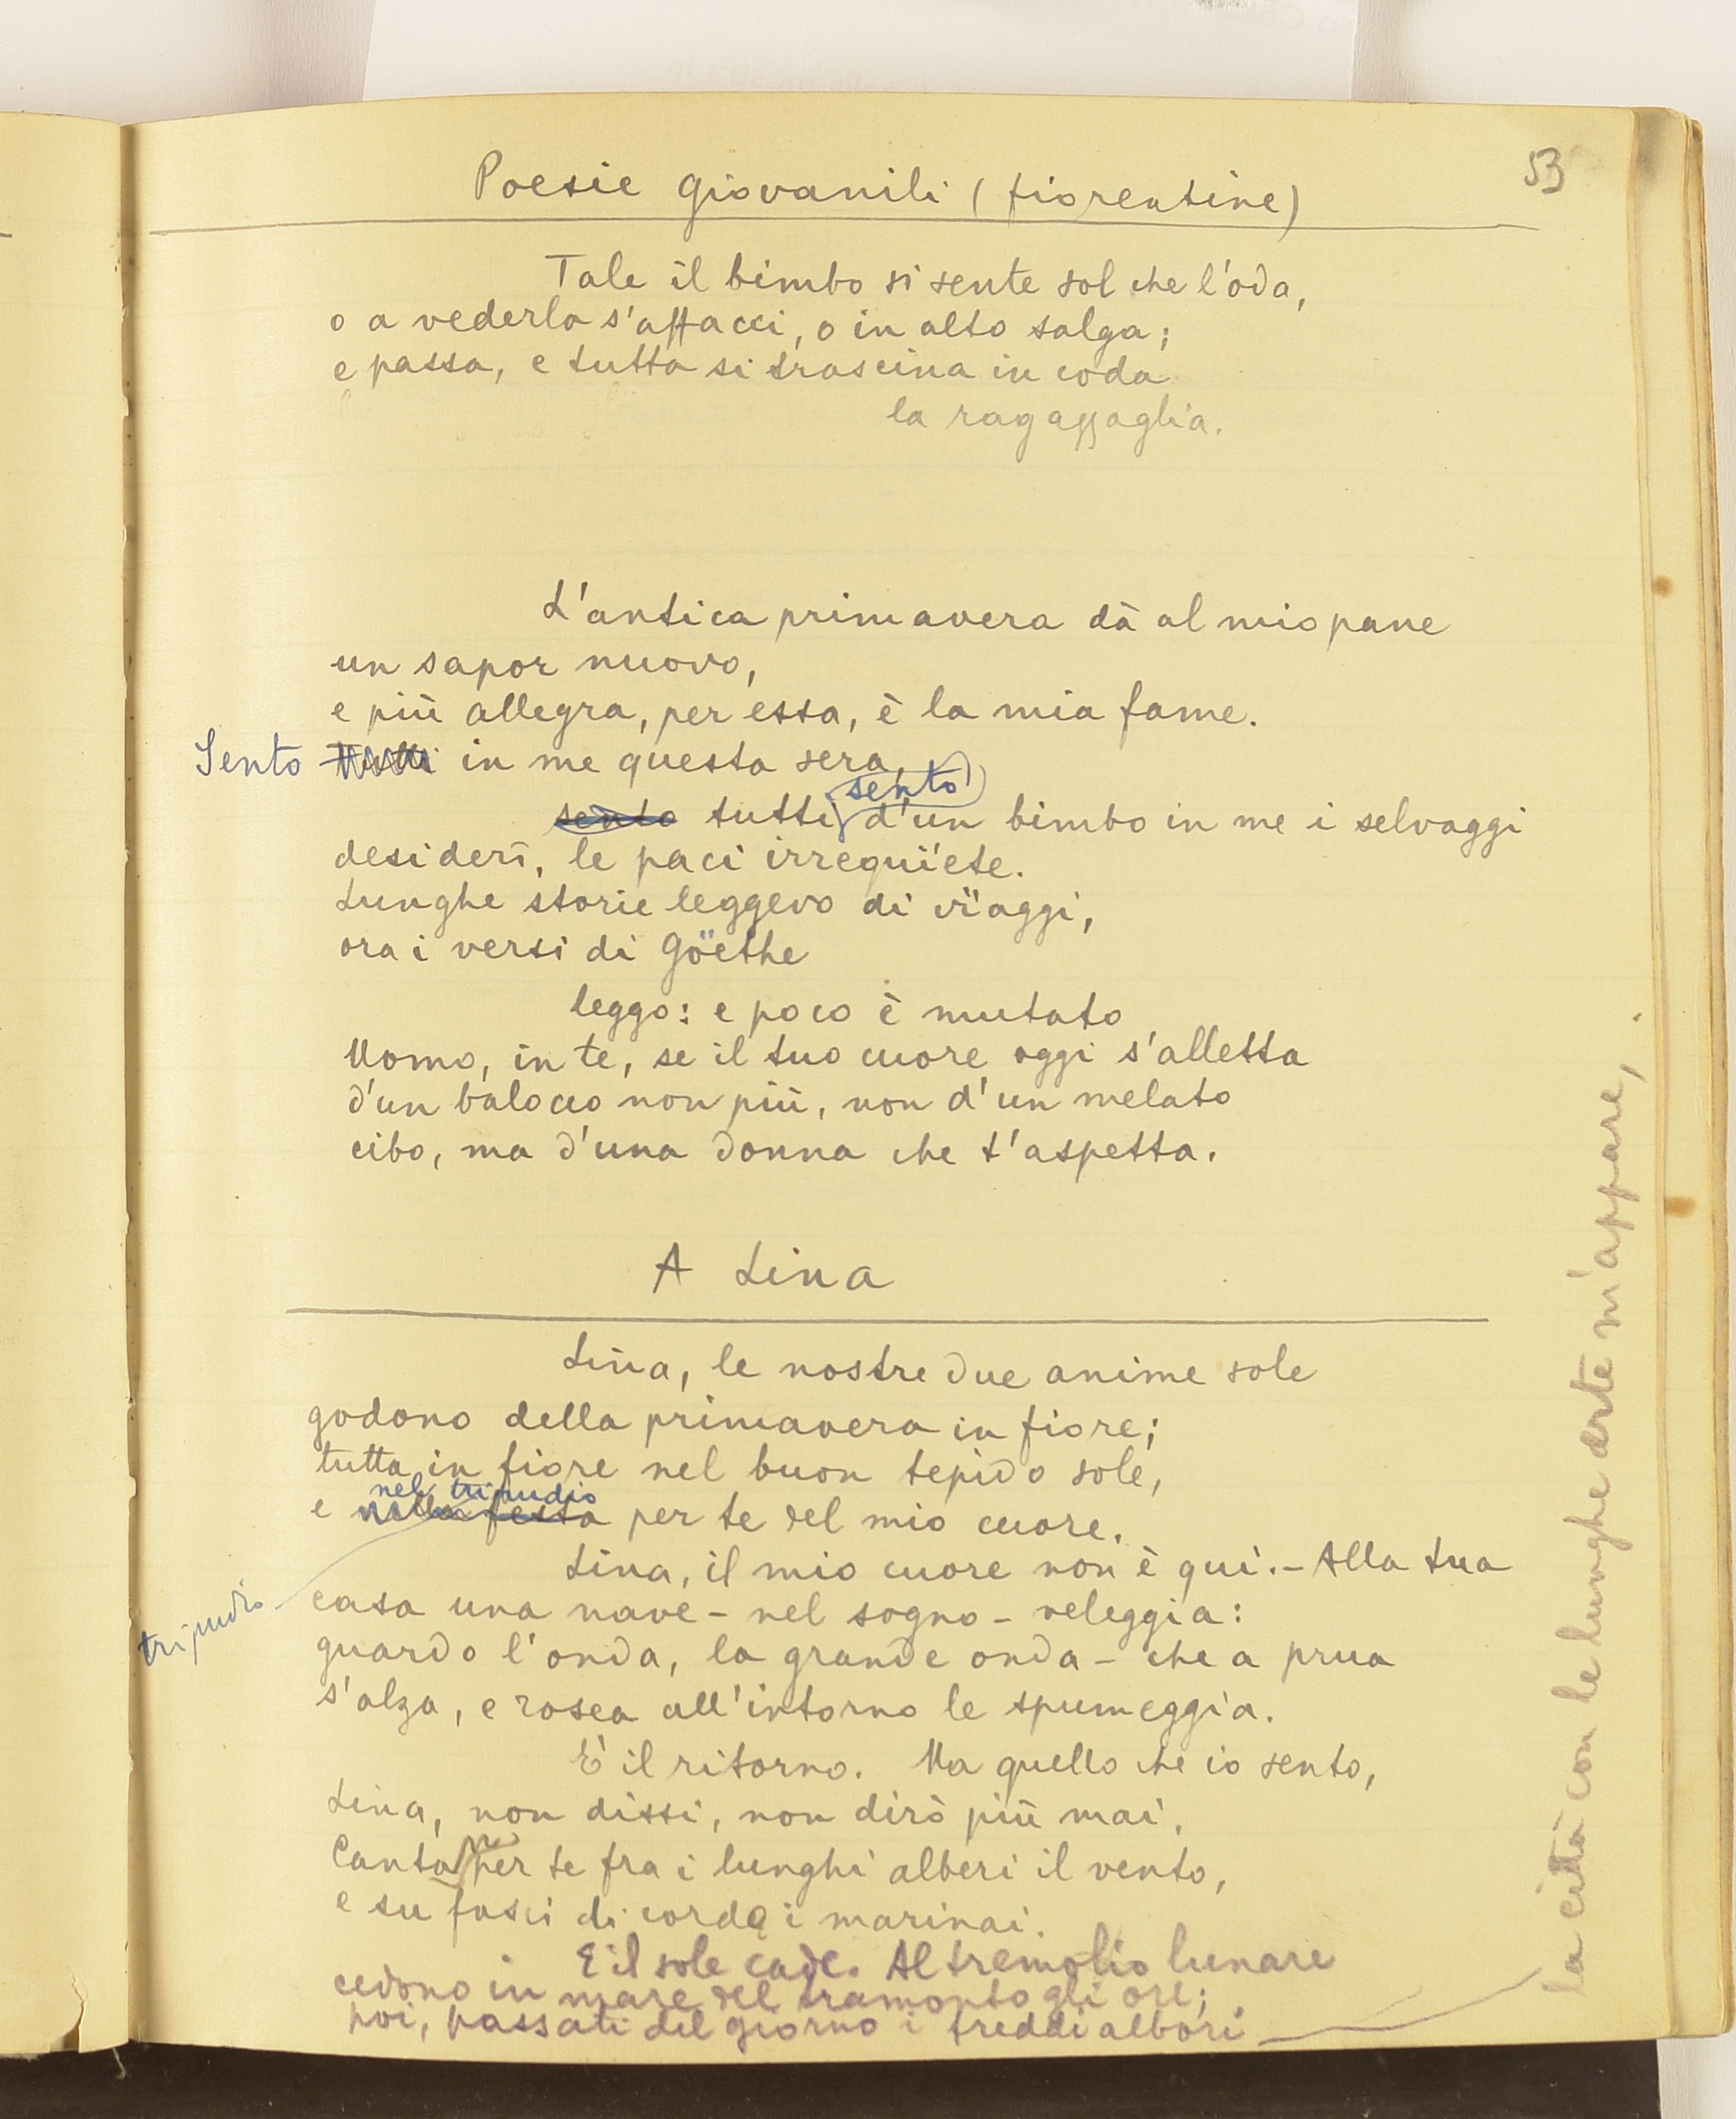 53
Poesie giovanili (fiorentine)
Tale il bimbo si sente sol che l'oda,
o a vederla s'affacci, o in alto salga;
e passa, e tutta si trascina in coda
la ragazzaglia.
L'antica primavera dà al mio pane
un sapor nuovo,
e più allegra, per essa, è la mia fame.
Sento Tutti in me questa sera,
sento
sento tutti d'un bimbo in me i selvaggi
desiderî, le paci irrequïete.
Lunghe storie leggevo di vïaggi,
ora i versi di Göethe
leggo: e poco è mutato
Uomo, in te, se il tuo cuore oggi s'alletta
d'un balocco non più, non d'un melato
cibo, ma d'una donna che t'aspetta.
A Lina
Lina, le nostre due anime sole
godono della primavera in fiore;
tutta in fiore nel buon tepido sole,
nel tripudio
e nella festa per te del mio cuore.
Lina, il mio cuore non è qui.- Alla tua
tripudio
casa una nave - nel sogno - veleggia:
guardo l'onda, la grande onda - che a prua
s'alza, e rosea all'intorno le spumeggia.
E' il ritorno. Ma quello che io sento,
Lina, non dissi, non dirò più mai.
Canta per te fra i lunghi alberi il vento,
e su fasci di corde i marinai.
E il sole cade. Al tremolio lunare
cedono in mare del tramonto gli ori;
poi, passati del giorno i freddi albori
la città con le lunghe erte m'appare,